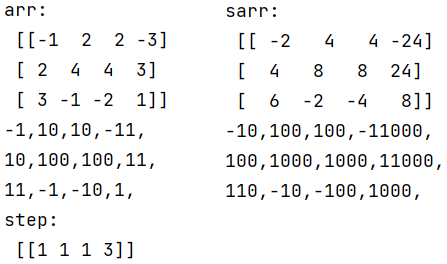 arr:
[[-1  2  2 -3]
[ 2  4  4  3]
[ 3 -1 -2  1]]
-1,10,10,-11,
10,100,100,11,
11,-1,-10,1,
step:
[[1 1 1 3]]
sarr:
[[ -2   4   4 -24]
[  4   8   8  24]
[  6  -2  -4   8]]
-10,100,100,-11000,
100,1000,1000,11000,
110,-10,-100,1000,